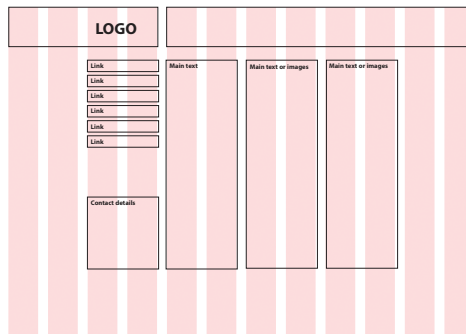 LOGO
Link
Link
Link
Link
Link
Link
Contact details
Main text
Main text or images
Main text or images